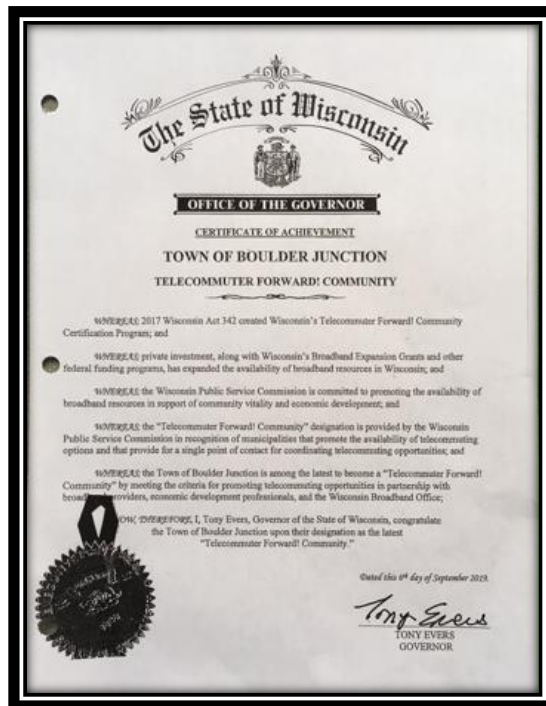 The State of Wisconsin
OFFICE OF THE GOVERNOR
CERTIFICATE OF ACHIEVEMENT
TOWN OF BOULDER JUNCTION
TELECOMMUTER FORWARD! COMMUNITY
WHEREAS, 2017 Wisconsin Act 342 created Wisconsin's Telecommuter Forward! Community
Certification Program; and
WHEREAS, private investment, along with Wisconsin's Broadband Expansion Grants and other
federal funding programs, has expanded the availability of broadband resources in Wisconsin; and
WHEREAS, the Wisconsin Public Service Commission is committed to promoting the availability of
broadband resources in support of community vitality and economic development; and
WHEREAS, the "Telecommuter Forward! Community" designation is provided by the Wisconsin
Public Service Commission in recognition of municipalities that promote the availability of telecommuting
options and that provide for a single point of contact for coordinating telecommuting opportunities; and
WHEREAS, the Town of Boulder Junction is among the latest to become a "Telecommuter Forward!
Community" by meeting the criteria for promoting telecommuting opportunities in partnership with
providers, economic development professionals, and the Wisconsin Broadband Office;
THEREFORE, I, Tony Evers, Governor of the State of Wisconsin, congratulate
the Town of Boulder Junction upon their designation as the latest
"Telecommuter Forward! Community."
Dated this day of September 2019.
Tony Evers
TONY EVERS
GOVERNOR